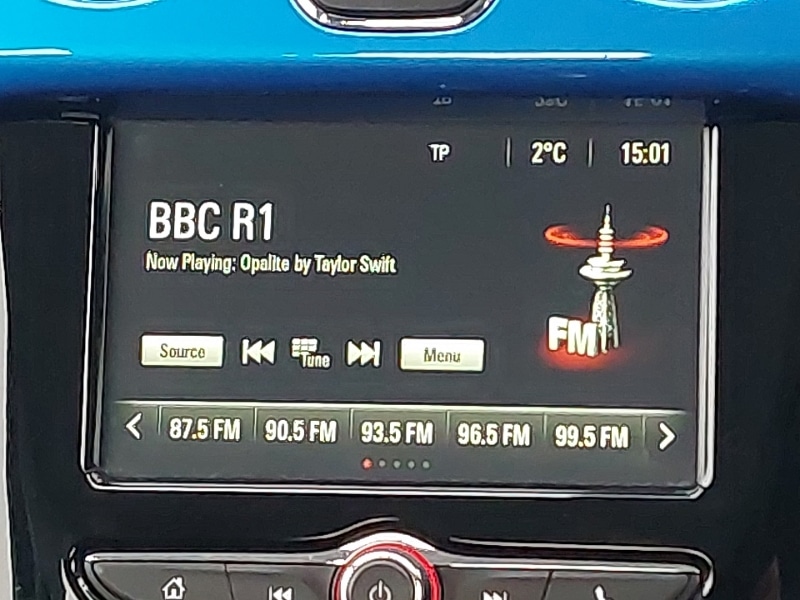 TP 2°C 15:01
BBC R1
Now Playing: Opalite by Taylor Swift
FM
Source Tune Menu
87.5 FM 90.5 FM 93.5 FM 96.5 FM 99.5 FM